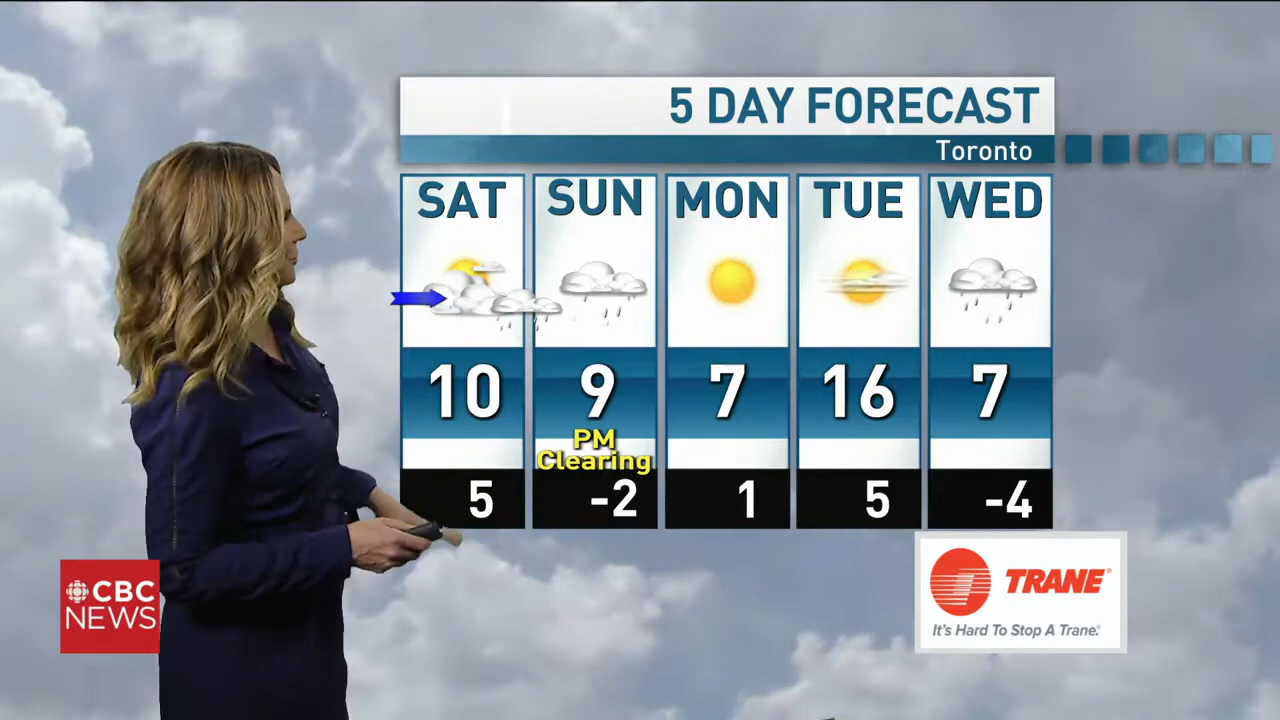 5 DAY FORECAST
Toronto
SAT SUN MON TUE WED
10 9 7 16 7
PM
Clearing
5 -2 1 5 -4
CBC
NEWS
TRANE®
It's Hard To Stop A Trane.®